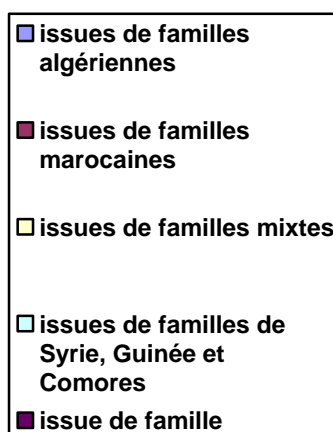 issues de familles
algériennes
issues de familles
marocaines
issues de familles mixtes
issues de familles de
Syrie, Guinée et
Comores
issue de famille